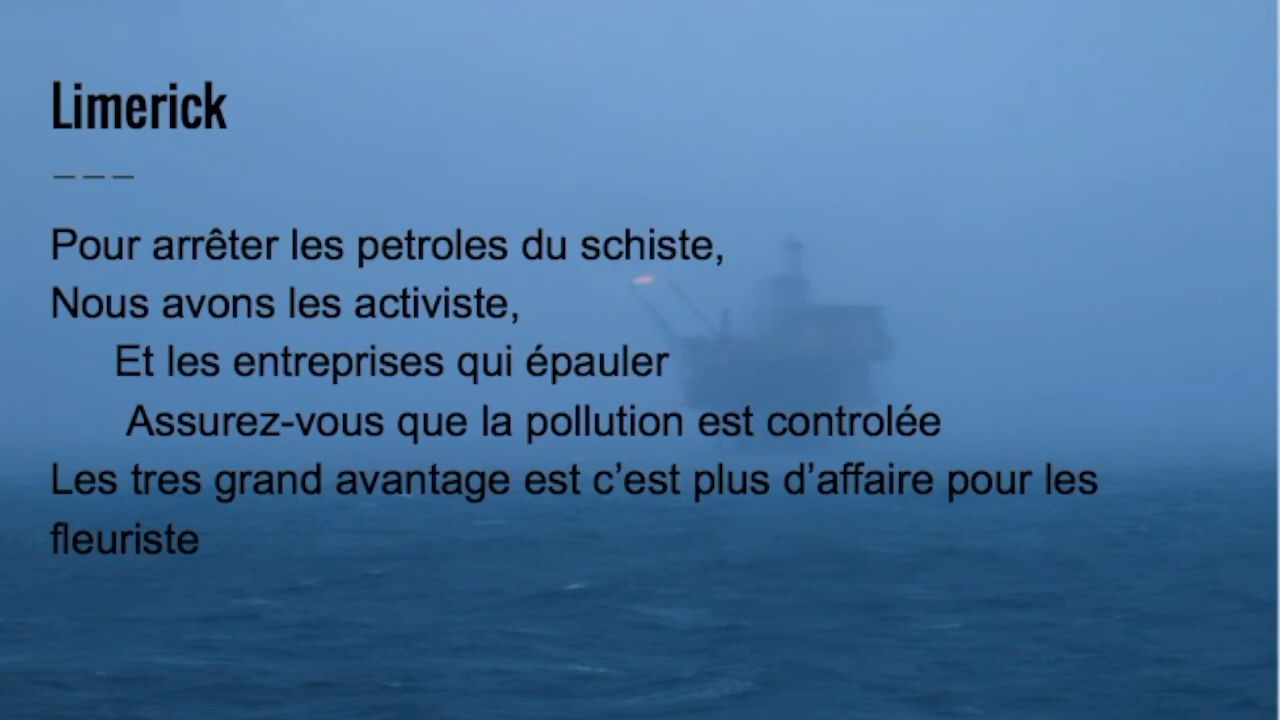 Limerick
Pour arrêter les petroles du schiste,
Nous avons les activiste,
Et les entreprises qui épauler
Assurez-vous que la pollution est controlée
Les tres grand avantage est c’est plus d’affaire pour les
fleuriste